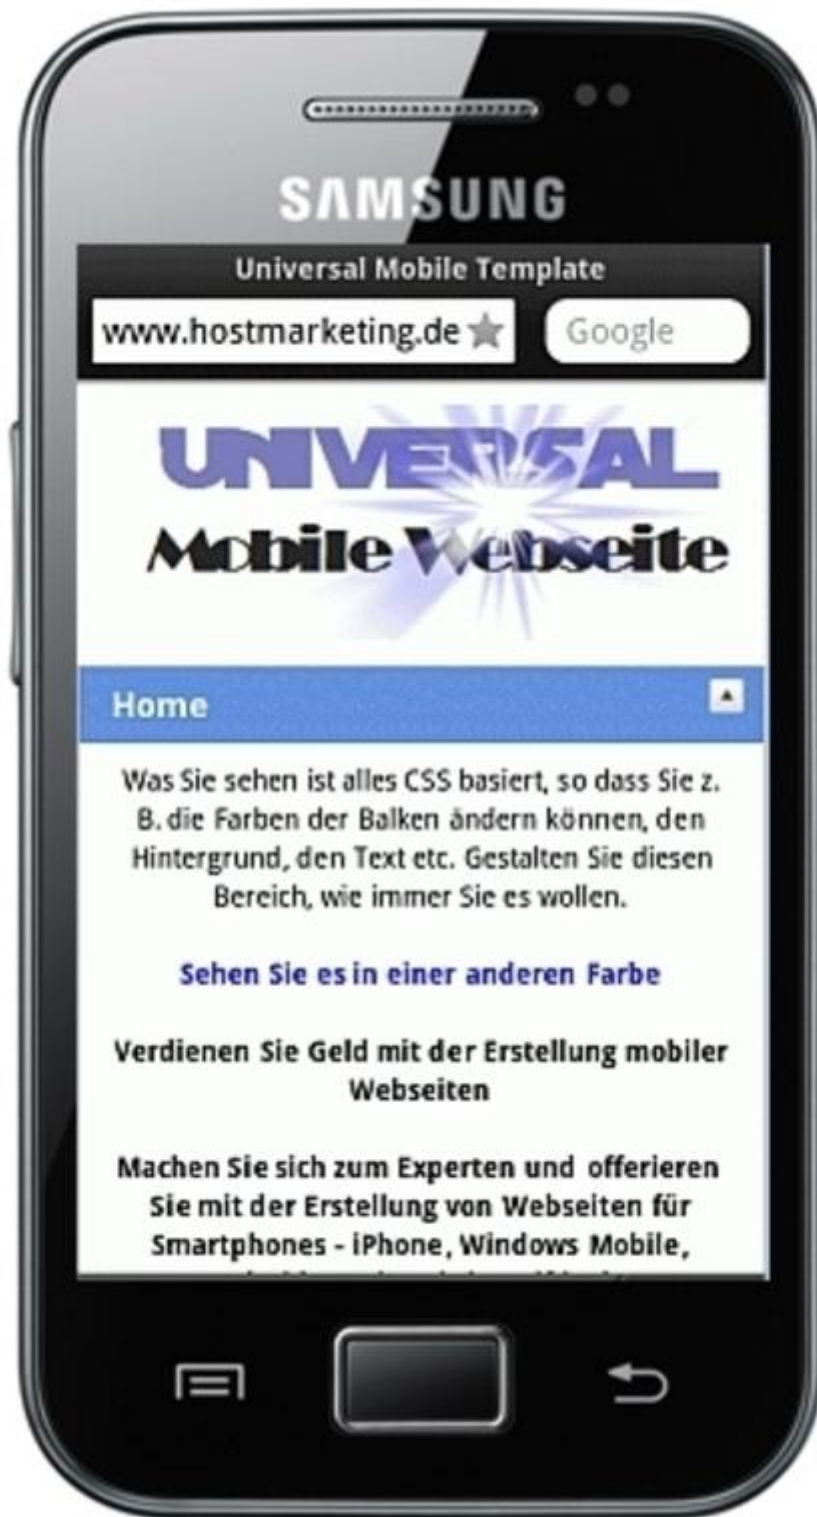 SAMSUNG
Universal Mobile Template
www.hostmarketing.de Google
UNIVERSAL
Mobile Webseite
Home
Was Sie sehen ist alles CSS basiert, so dass Sie z.
B. die Farben der Balken ändern können, den
Hintergrund, den Text etc. Gestalten Sie diesen
Bereich, wie immer Sie es wollen.
Sehen Sie es in einer anderen Farbe
Verdienen Sie Geld mit der Erstellung mobiler
Webseiten
Machen Sie sich zum Experten und offerieren
Sie mit der Erstellung von Webseiten für
Smartphones - iPhone, Windows Mobile,